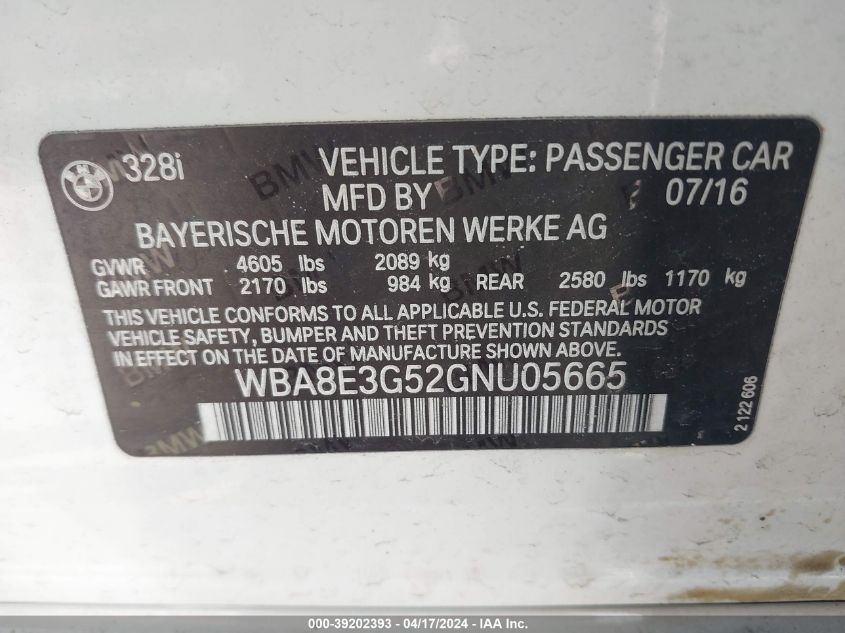 328i VEHICLE TYPE: PASSENGER CAR
MFD BY 07/16
BAYERISCHE MOTOREN WERKE AG
GVWR 4605 lbs 2089 kg
GAWR FRONT 2170 lbs 984 kg REAR 2580 lbs 1170 kg
THIS VEHICLE CONFORMS TO ALL APPLICABLE U.S. FEDERAL MOTOR
VEHICLE SAFETY, BUMPER AND THEFT PREVENTION STANDARDS
IN EFFECT ON THE DATE OF MANUFACTURE SHOWN ABOVE.
WBA8E3G52GNU05665
2 122 606
000-39202393 - 04/17/2024 - IAA Inc.